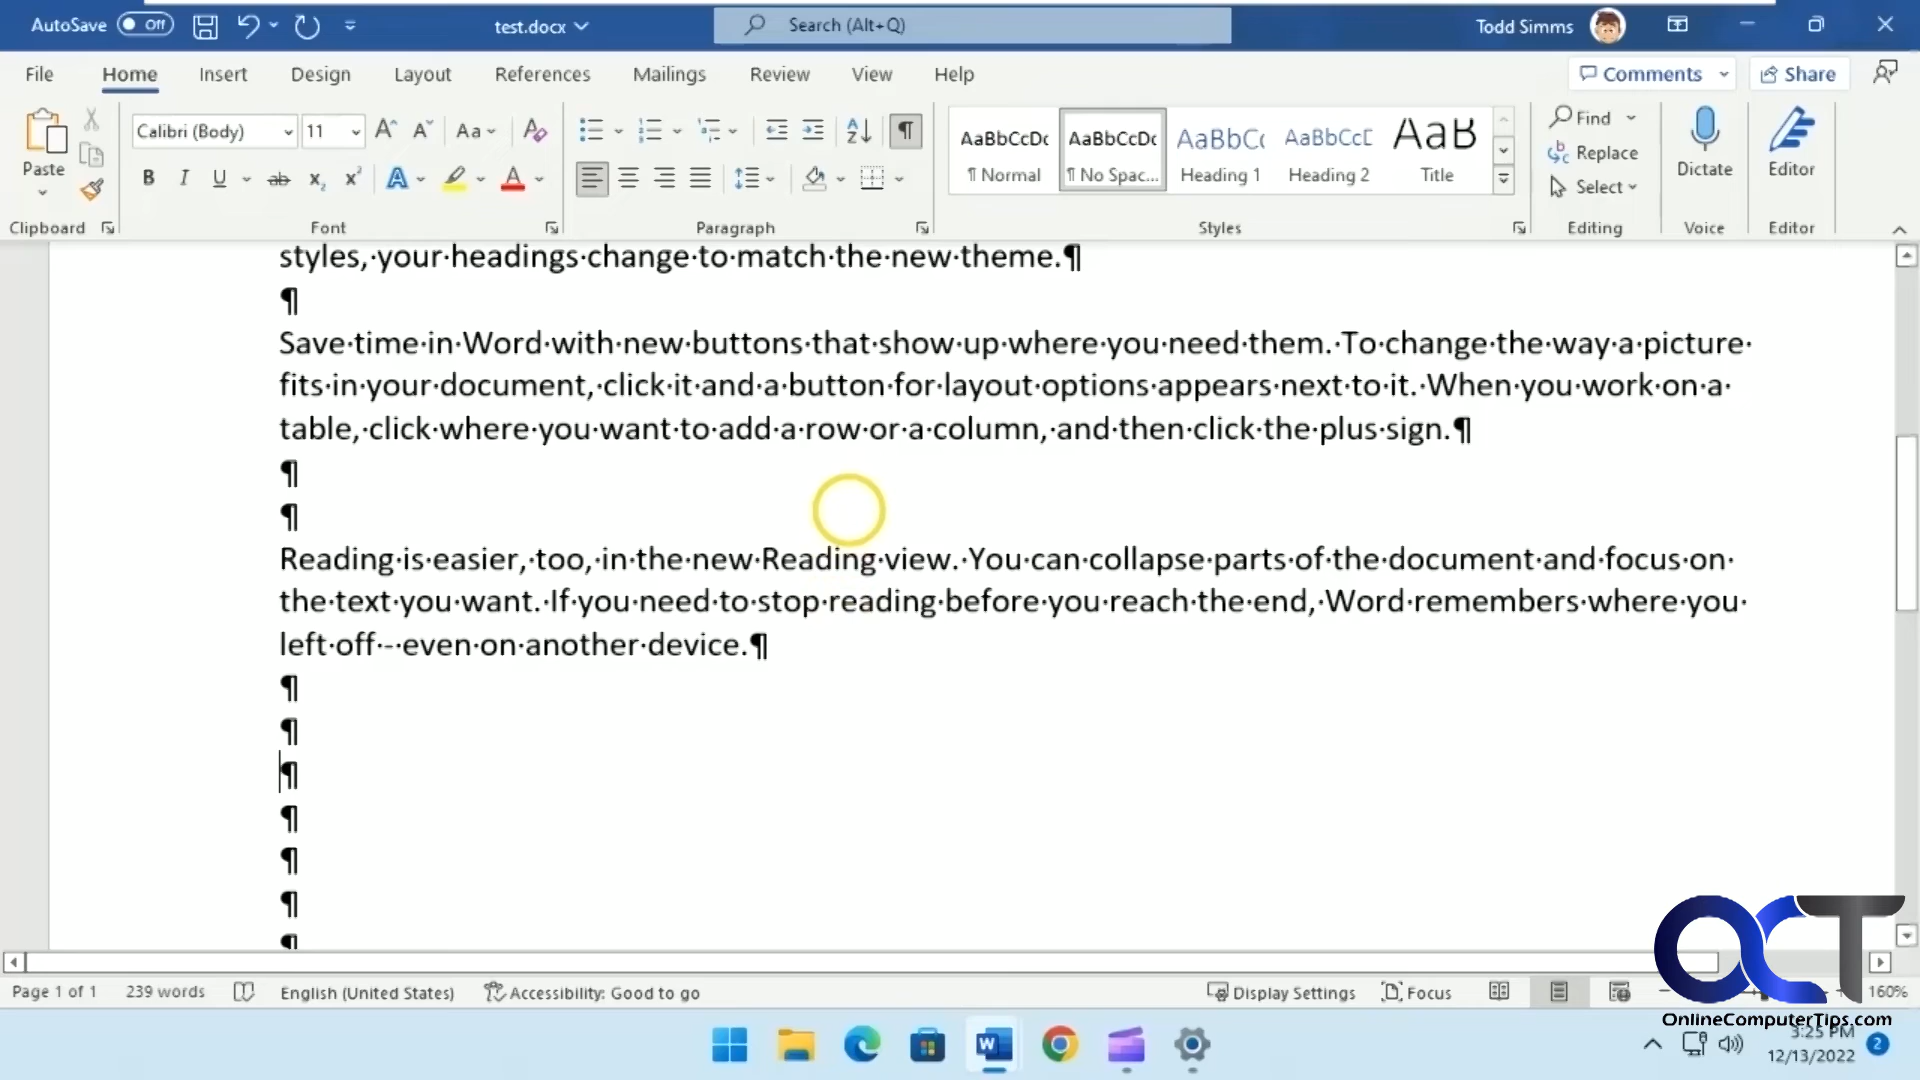 AutoSave Off test.docx Search (Alt+Q) Todd Simms
File Home Insert Design Layout References Mailings Review View Help Comments Share
Paste Calibri (Body) 11 Aa AaBbCcDc AaBbCcDc AaBbCc AaBbCcD AaB Find Replace Select Dictate Editor
¶ Normal ¶ No Spac... Heading 1 Heading 2 Title
Clipboard Font Paragraph Styles Editing Voice Editor
styles,·your·headings·change·to·match·the·new·theme.¶
¶
Save·time·in·Word·with·new·buttons·that·show·up·where·you·need·them.·To·change·the·way·a·picture·
fits·in·your·document,·click·it·and·a·button·for·layout·options·appears·next·to·it.·When·you·work·on·a·
table,·click·where·you·want·to·add·a·row·or·a·column,·and·then·click·the·plus·sign.¶
¶
¶
Reading·is·easier,·too,·in·the·new·Reading·view.·You·can·collapse·parts·of·the·document·and·focus·on·
the·text·you·want.·If·you·need·to·stop·reading·before·you·reach·the·end,·Word·remembers·where·you·
left·off·-·even·on·another·device.¶
¶
¶
¶
¶
¶
¶
¶
Page 1 of 1 239 words English (United States) Accessibility: Good to go Display Settings Focus 160%
OCT
OnlineComputerTips.com
3:25 PM
12/13/2022 2